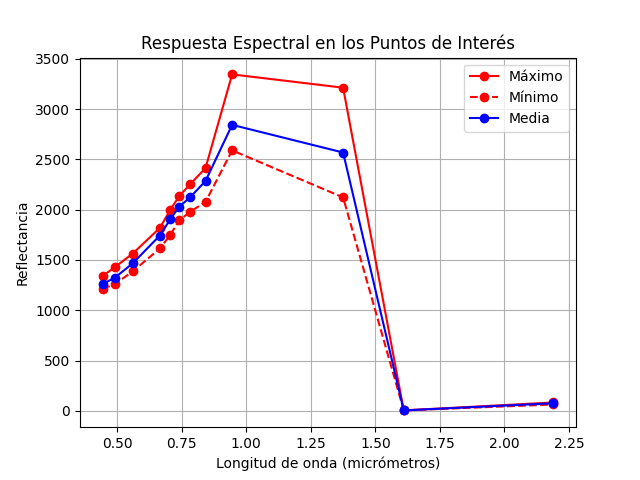 Respuesta Espectral en los Puntos de Interés
Máximo
Mínimo
Media
Reflectancia
3500
3000
2500
2000
1500
1000
500
0
0.50 0.75 1.00 1.25 1.50 1.75 2.00 2.25
Longitud de onda (micrómetros)